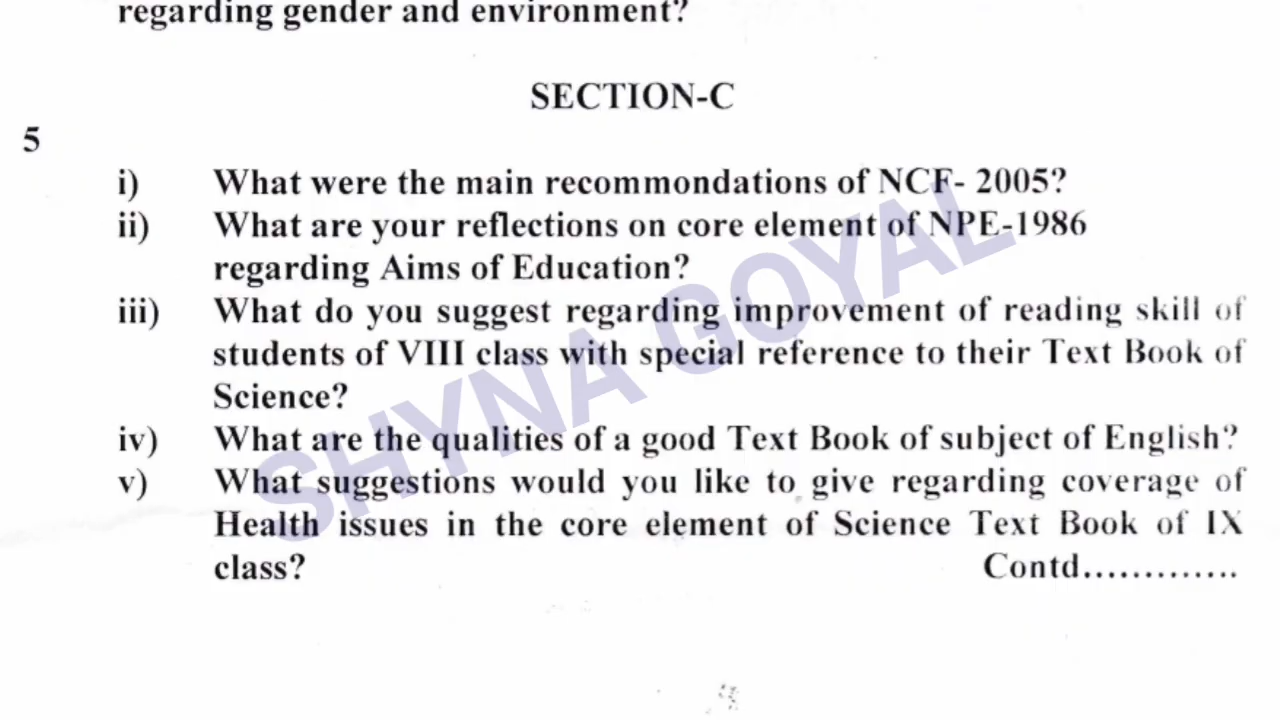 regarding gender and environment?
SECTION-C
5
i) What were the main recommondations of NCF- 2005?
ii) What are your reflections on core element of NPE-1986
regarding Aims of Education?
iii) What do you suggest regarding improvement of reading skill of
students of VIII class with special reference to their Text Book of
Science?
iv) What are the qualities of a good Text Book of subject of English?
v) What suggestions would you like to give regarding coverage of
Health issues in the core element of Science Text Book of IX
class? Contd.............
SHYNA GOYAL